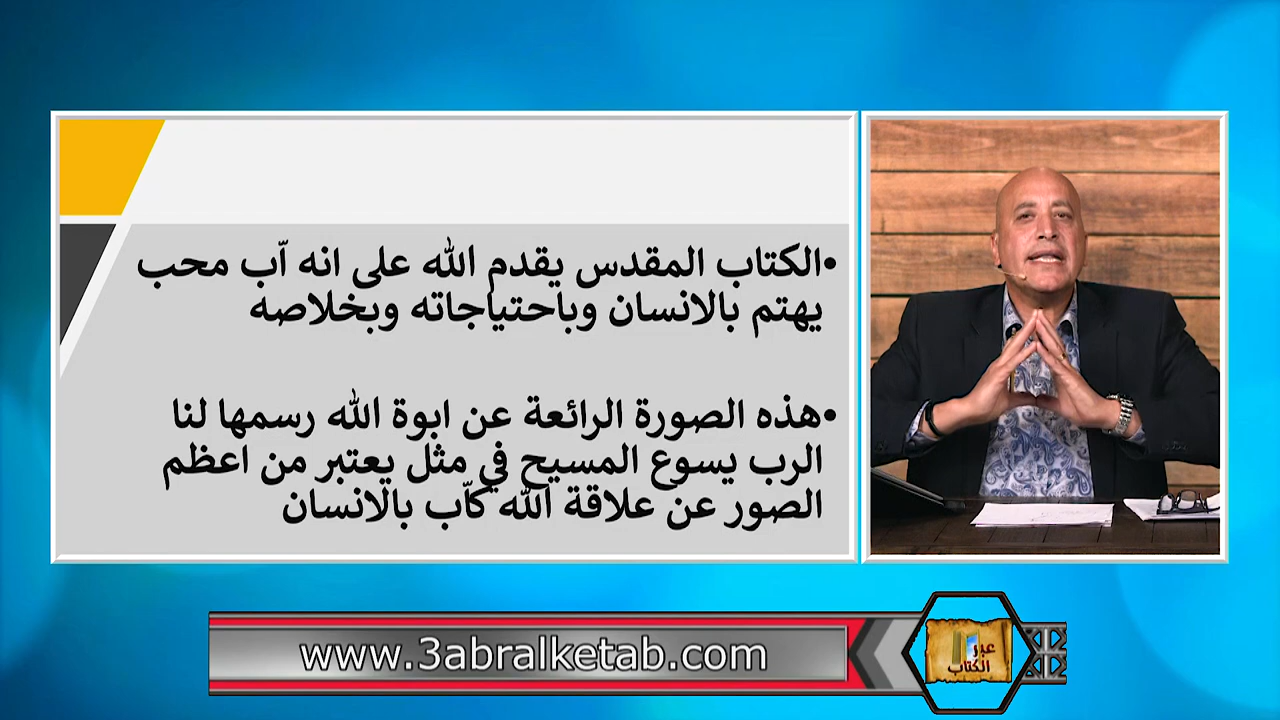 •الكتاب المقدس يقدم الله على انه آب محب
يهتم بالانسان وباحتياجاته وبخلاصه
•هذه الصورة الرائعة عن ابوة الله رسمها لنا
الرب يسوع المسيح في مثل يعتبر من اعظم
الصور عن علاقة الله كآب بالانسان
www.3abralketab.com
عبر
الكتاب